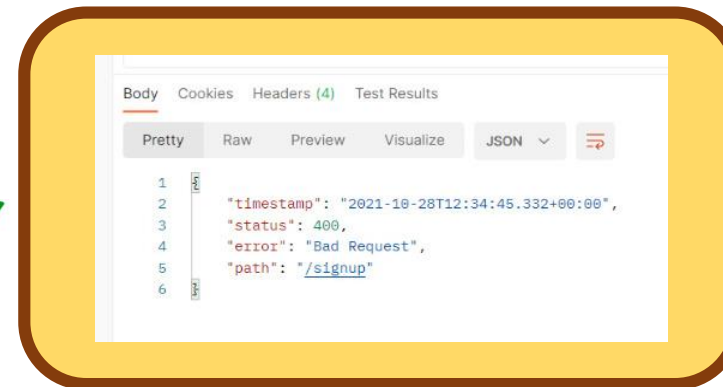 Body Cookies Headers (4) Test Results
Pretty Raw Preview Visualize JSON
1 {
2 "timestamp": "2021-10-28T12:34:45.332+00:00",
3 "status": 400,
4 "error": "Bad Request",
5 "path": "/signup"
6 }